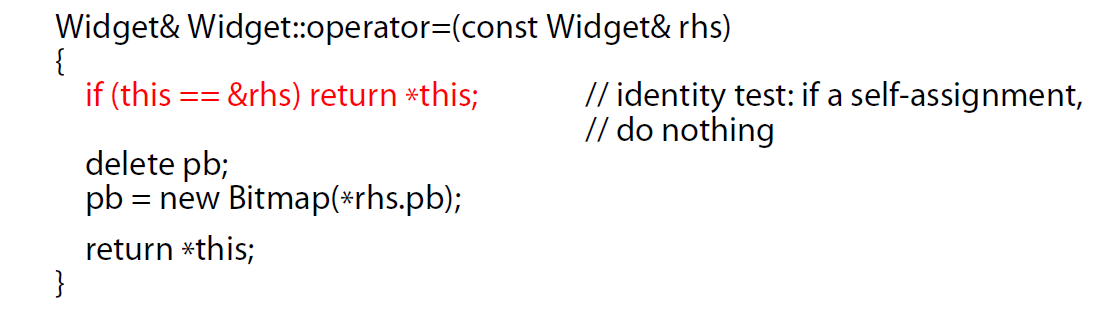 Widget& Widget::operator=(const Widget& rhs)
{
if (this == &rhs) return *this; // identity test: if a self-assignment,
// do nothing
delete pb;
pb = new Bitmap(*rhs.pb);
return *this;
}